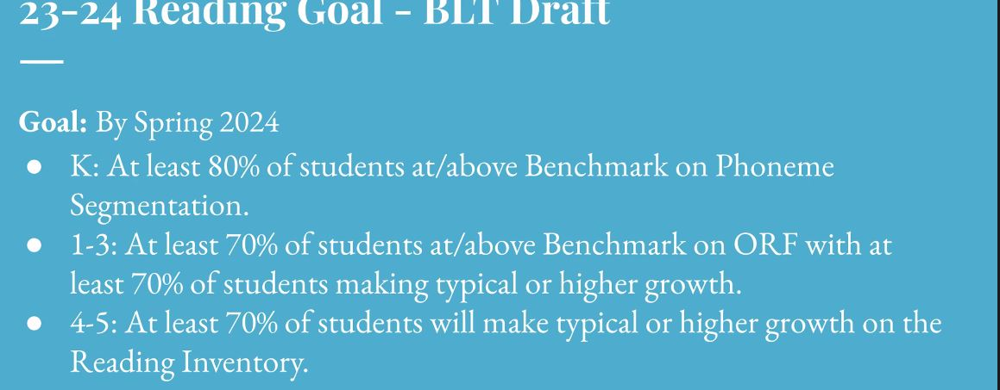 23-24 Reading Goal - BLT Draft
Goal: By Spring 2024
● K: At least 80% of students at/above Benchmark on Phoneme
Segmentation.
● 1-3: At least 70% of students at/above Benchmark on ORF with at
least 70% of students making typical or higher growth.
● 4-5: At least 70% of students will make typical or higher growth on the
Reading Inventory.